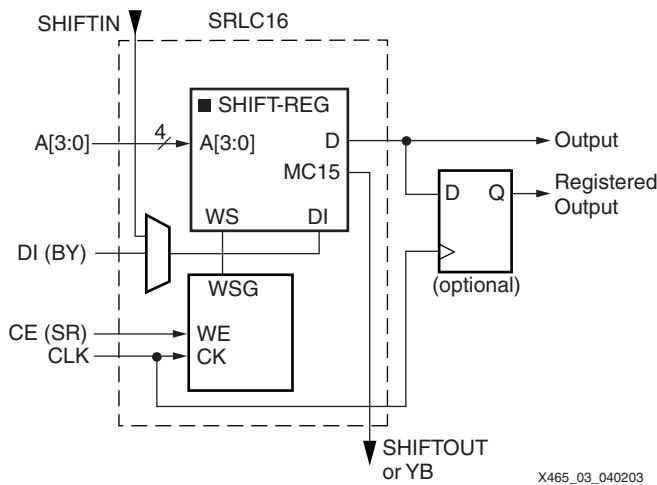 SHIFTIN
SRLC16
SHIFT-REG
A[3:0]
4
A[3:0]
D
Output
MC15
D
Q
Registered
Output
WS
DI
DI (BY)
(optional)
WSG
CE (SR)
WE
CLK
CK
SHIFTOUT
or YB
X465_03_040203